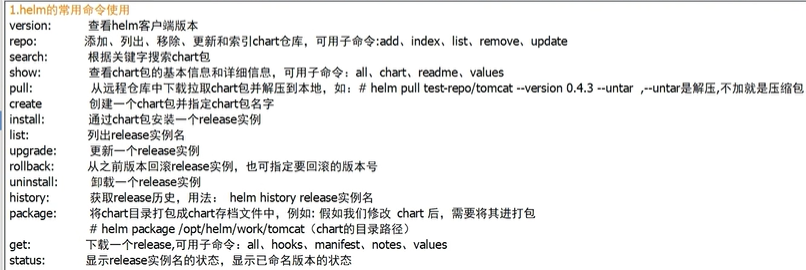 1.helm的常用命令使用
version: 查看helm客户端版本
repo: 添加、列出、移除、更新和索引chart仓库，可用子命令:add、index、list、remove、update
search: 根据关键字搜索chart包
show: 查看chart包的基本信息和详细信息，可用子命令：all、chart、readme、values
pull: 从远程仓库中下载拉取chart包并解压到本地，如：# helm pull test-repo/tomcat --version 0.4.3 --untar ,--untar是解压,不加就是压缩包
create 创建一个chart包并指定chart包名字
install: 通过chart包安装一个release实例
list: 列出release实例名
upgrade: 更新一个release实例
rollback: 从之前版本回滚release实例，也可指定要回滚的版本号
uninstall: 卸载一个release实例
history: 获取release历史，用法： helm history release实例名
package: 将chart目录打包成chart存档文件中，例如: 假如我们修改 chart 后，需要将其进打包
# helm package /opt/helm/work/tomcat（chart的目录路径）
get: 下载一个release,可用子命令：all、hooks、manifest、notes、values
status: 显示release实例名的状态，显示已命名版本的状态